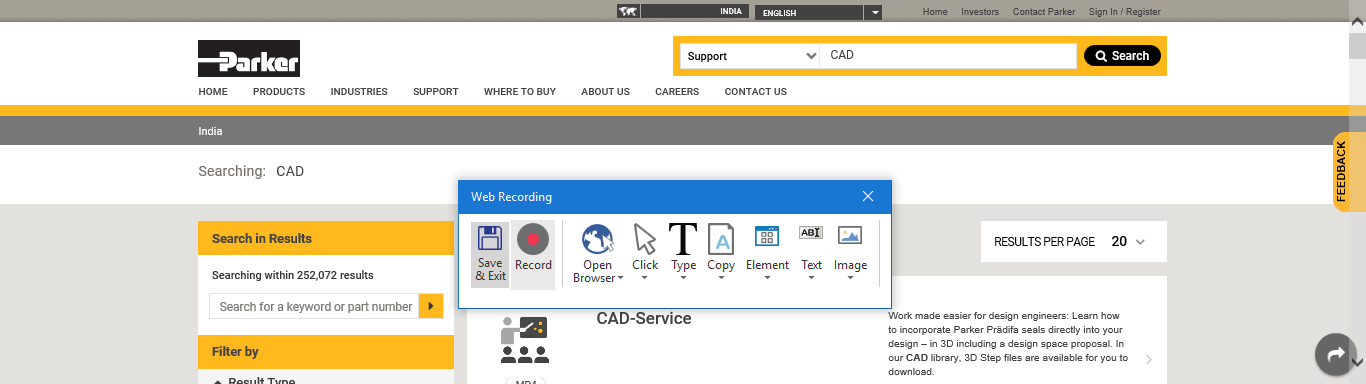 INDIA
ENGLISH
Home Investors Contact Parker Sign In / Register
Parker
Support
CAD
Search
HOME PRODUCTS INDUSTRIES SUPPORT WHERE TO BUY ABOUT US CAREERS CONTACT US
India
FEEDBACK
Searching: CAD
Web Recording
Save & Exit
Record
Open Browser
Click
Type
Copy
Element
Text
Image
Search in Results
Searching within 252,072 results
Search for a keyword or part number
Filter by
Result Type
RESULTS PER PAGE 20
MP4
CAD-Service
Work made easier for design engineers: Learn how
to incorporate Parker Prädifa seals directly into your
design – in 3D including a design space proposal. In
our CAD library, 3D Step files are available for you to
download.